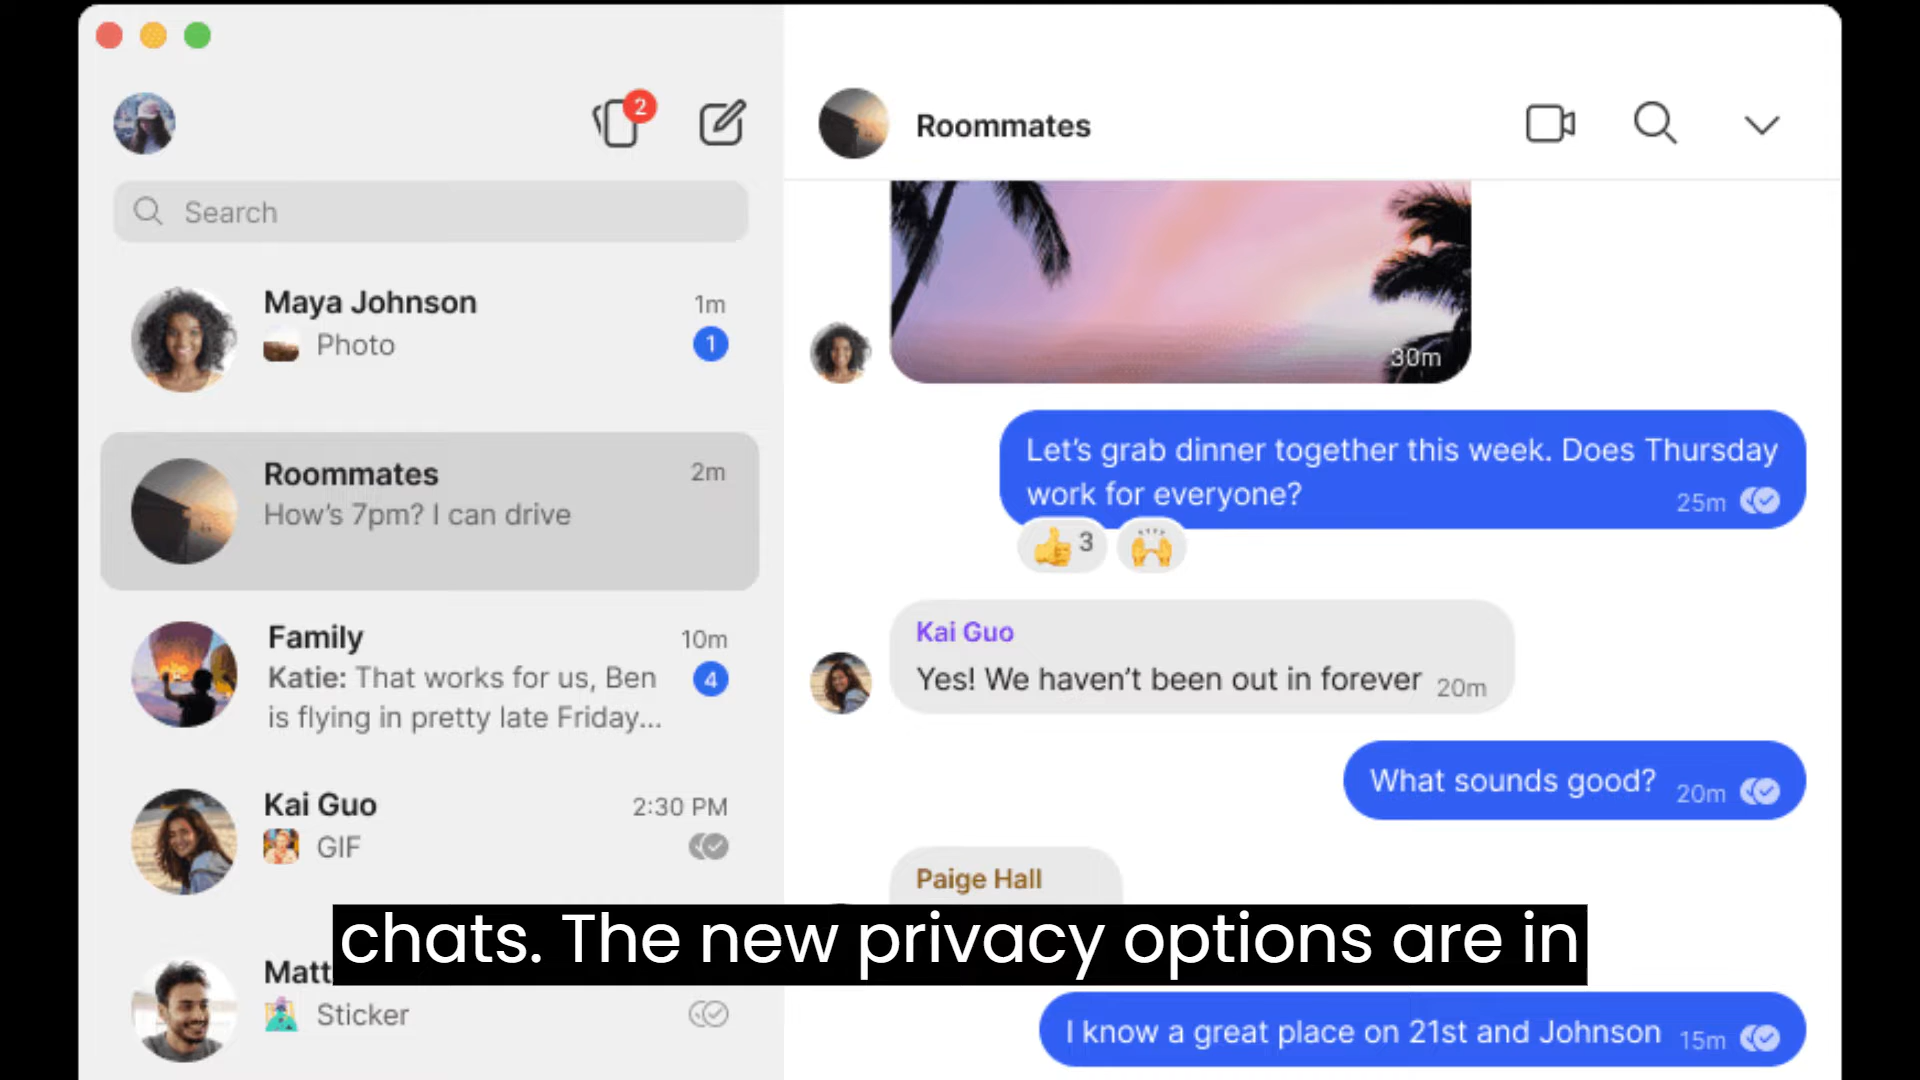 2
Search
Maya Johnson
1m
Photo
1
Roommates
2m
How's 7pm? I can drive
Family
10m
Katie: That works for us, Ben
4
is flying in pretty late Friday...
Kai Guo
2:30 PM
GIF
Matt
Sticker
Roommates
30m
Let's grab dinner together this week. Does Thursday
work for everyone?
25m
3
Kai Guo
Yes! We haven't been out in forever
20m
What sounds good?
20m
Paige Hall
chats. The new privacy options are in
I know a great place on 21st and Johnson
15m